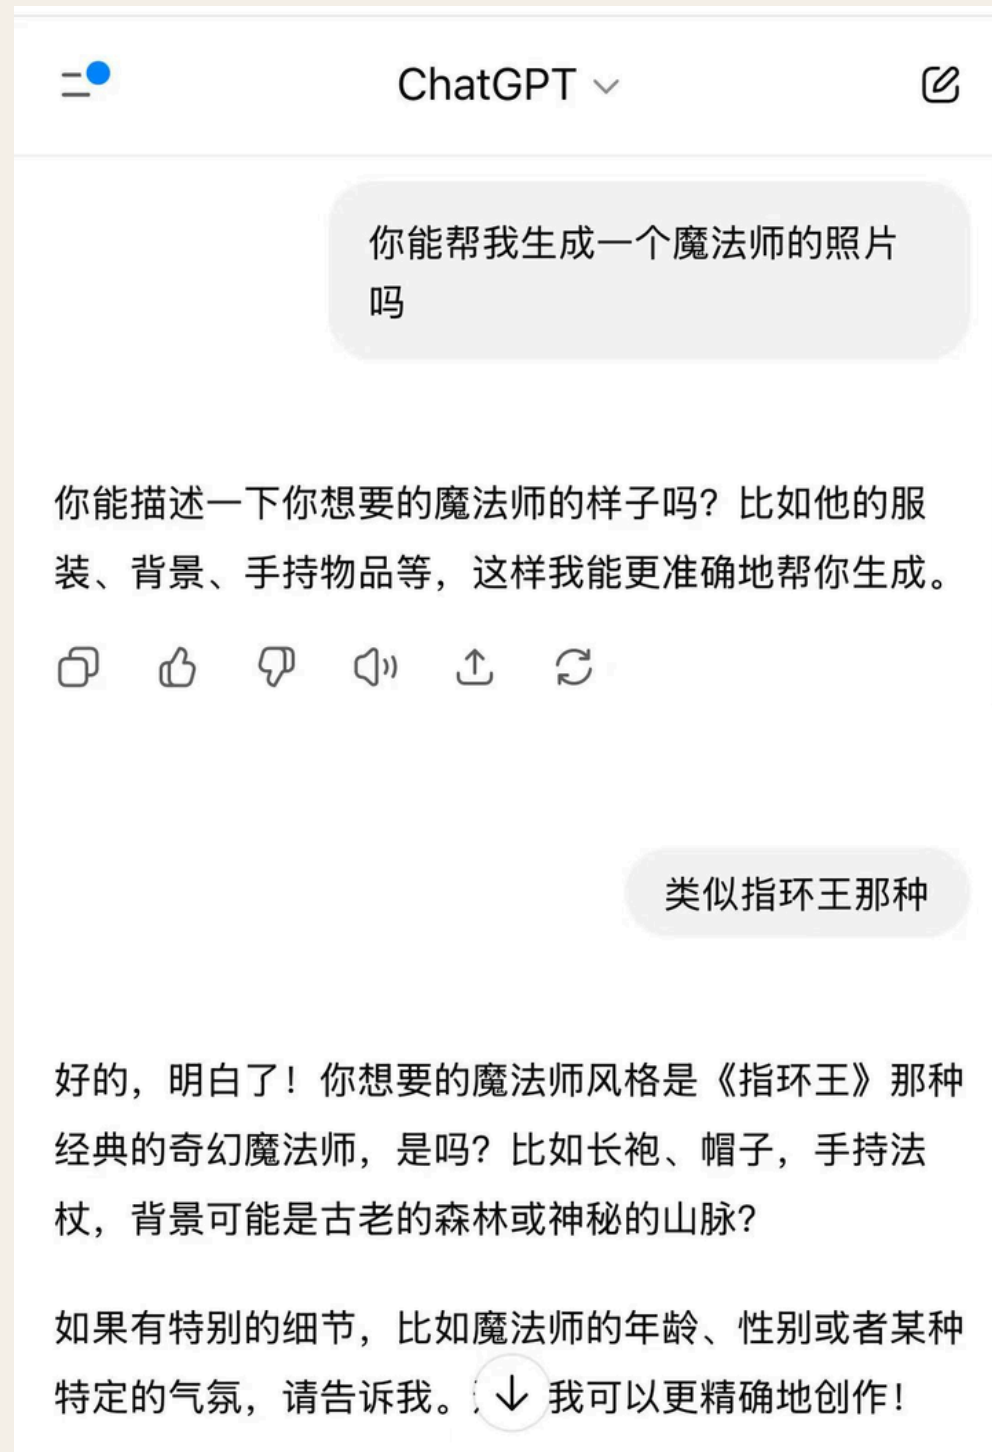 ChatGPT
你能帮我生成一个魔法师的照片
吗
你能描述一下你想要的魔法师的样子吗？比如他的服
装、背景、手持物品等，这样我能更准确地帮你生成。
类似指环王那种
好的，明白了！你想要的魔法师风格是《指环王》那种
经典的奇幻魔法师，是吗？比如长袍、帽子，手持法
杖，背景可能是古老的森林或神秘的山脉？
如果有特别的细节，比如魔法师的年龄、性别或者某种
特定的气氛，请告诉我。我可以更精确地创作！